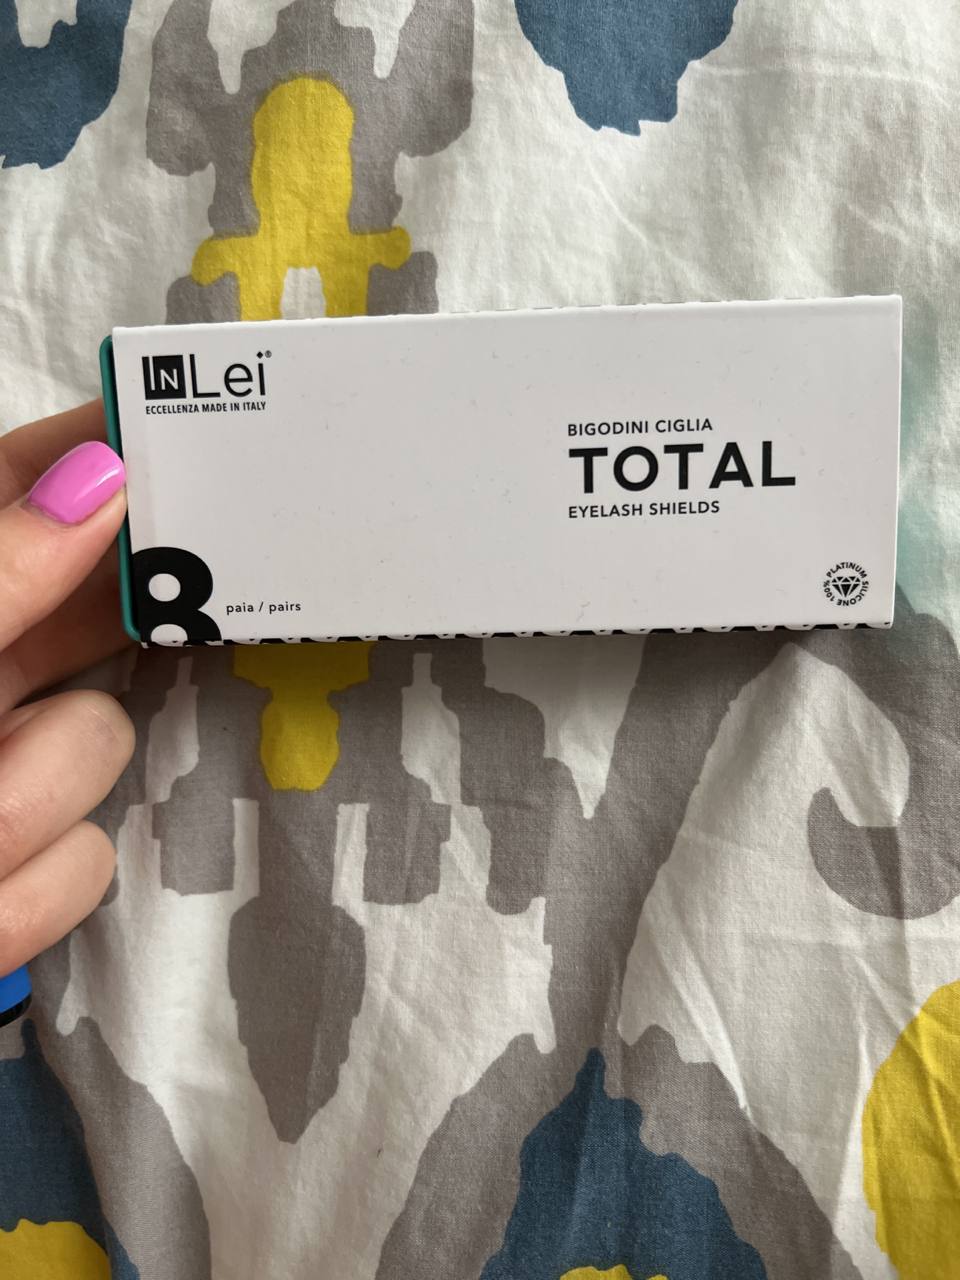 INLei®
ECCELLENZA MADE IN ITALY
BIGODINI CIGLIA
TOTAL
EYELASH SHIELDS
8 paia / pairs
100% PLATINUM SILICONE